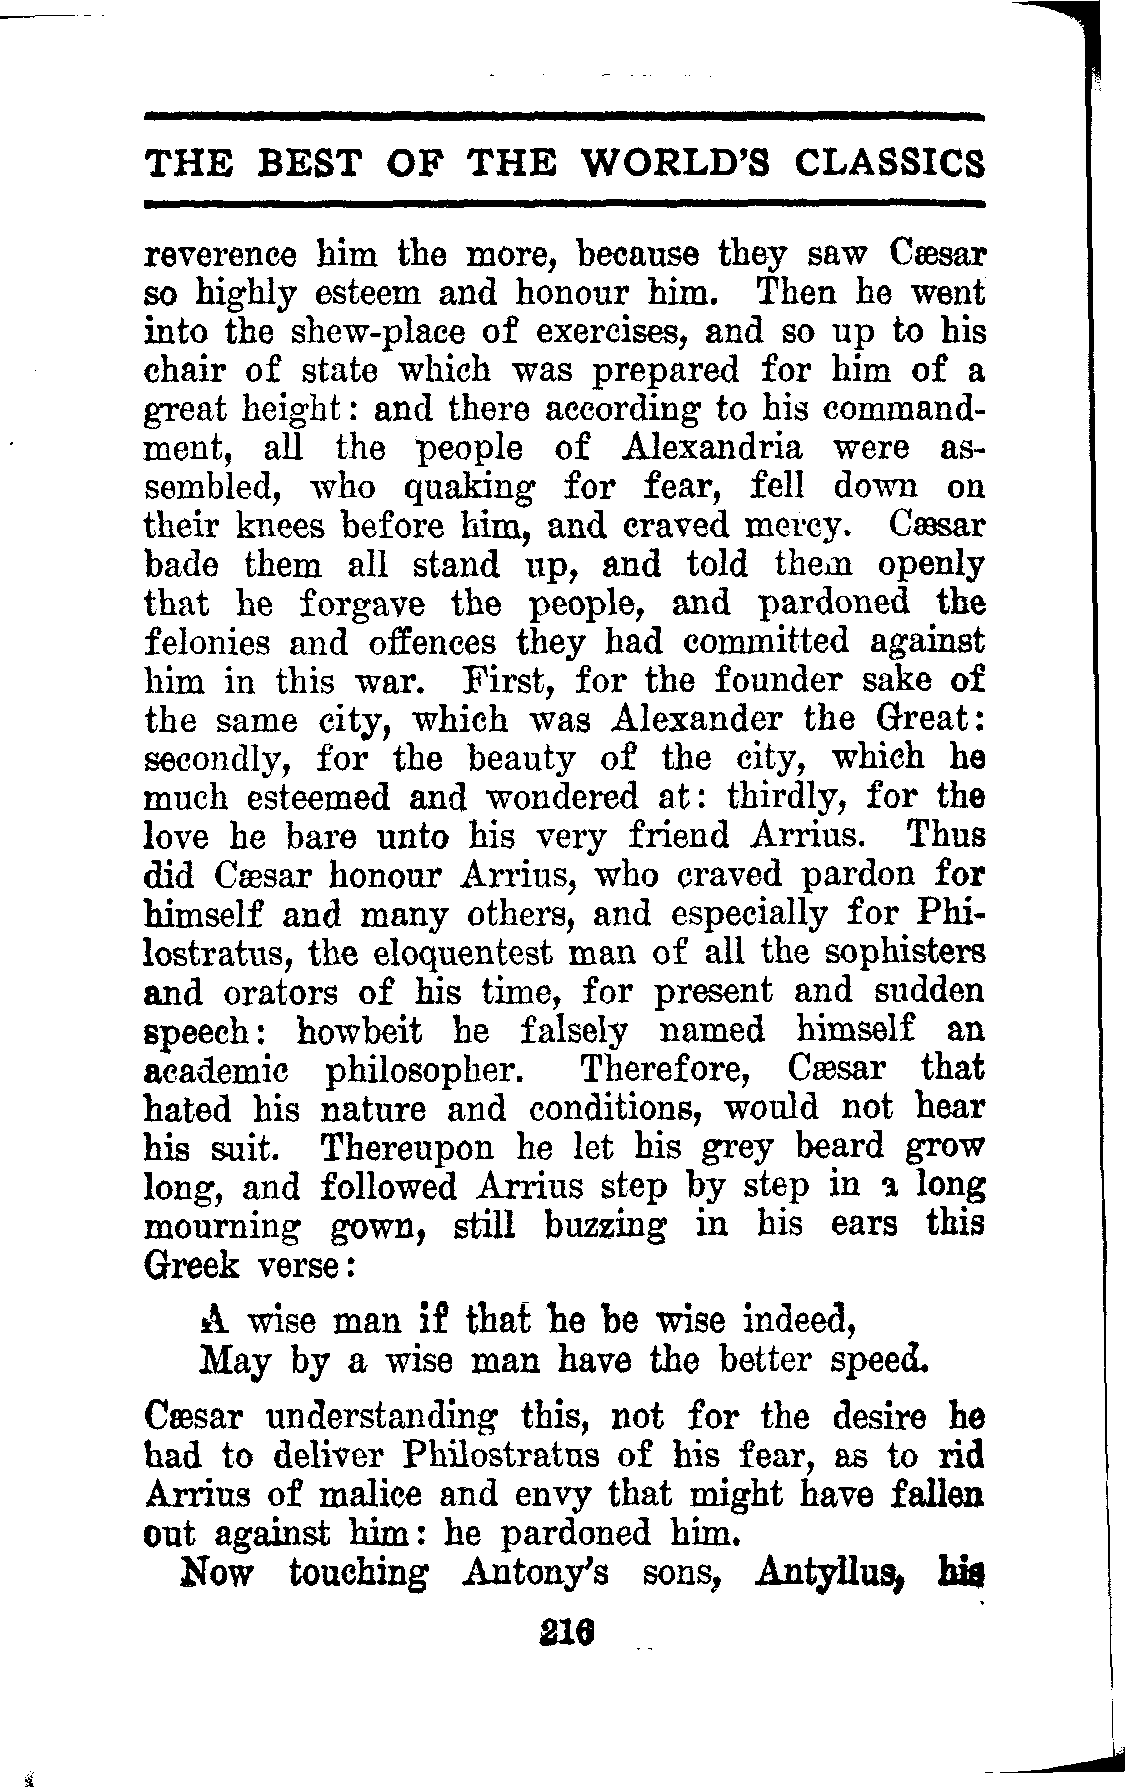 THE BEST OF THE WORLD'S CLASSICS
reverence him the more, because they saw Cæsar
so highly esteem and honour him. Then he went
into the shew-place of exercises, and so up to his
chair of state which was prepared for him of a
great height: and there according to his command-
ment, all the people of Alexandria were as-
sembled, who quaking for fear, fell down on
their knees before him, and craved mercy. Cæsar
bade them all stand up, and told them openly
that he forgave the people, and pardoned the
felonies and offences they had committed against
him in this war. First, for the founder sake of
the same city, which was Alexander the Great:
secondly, for the beauty of the city, which he
much esteemed and wondered at: thirdly, for the
love he bare unto his very friend Arrius. Thus
did Cæsar honour Arrius, who craved pardon for
himself and many others, and especially for Phi-
lostratus, the eloquentest man of all the sophisters
and orators of his time, for present and sudden
speech: howbeit he falsely named himself an
academic philosopher. Therefore, Cæsar that
hated his nature and conditions, would not hear
his suit. Thereupon he let his grey beard grow
long, and followed Arrius step by step in a long
mourning gown, still buzzing in his ears this
Greek verse:
A wise man if that he be wise indeed,
May by a wise man have the better speed.
Cæsar understanding this, not for the desire he
had to deliver Philostratus of his fear, as to rid
Arrius of malice and envy that might have fallen
out against him: he pardoned him.
Now touching Antony's sons, Antyllus, his
216